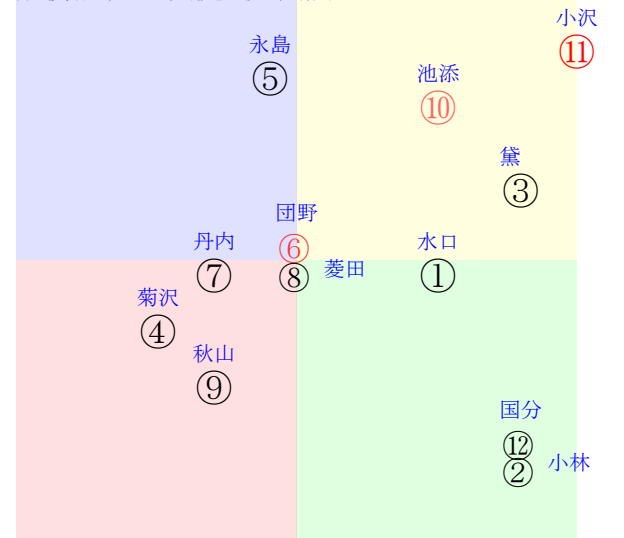 小沢
⑪
永島
⑤
池添
⑩
黛
③
団野
⑥
丹内
⑦
⑧ 菱田
水口
①
菊沢
④
秋山
⑨
国分
⑫
② 小林